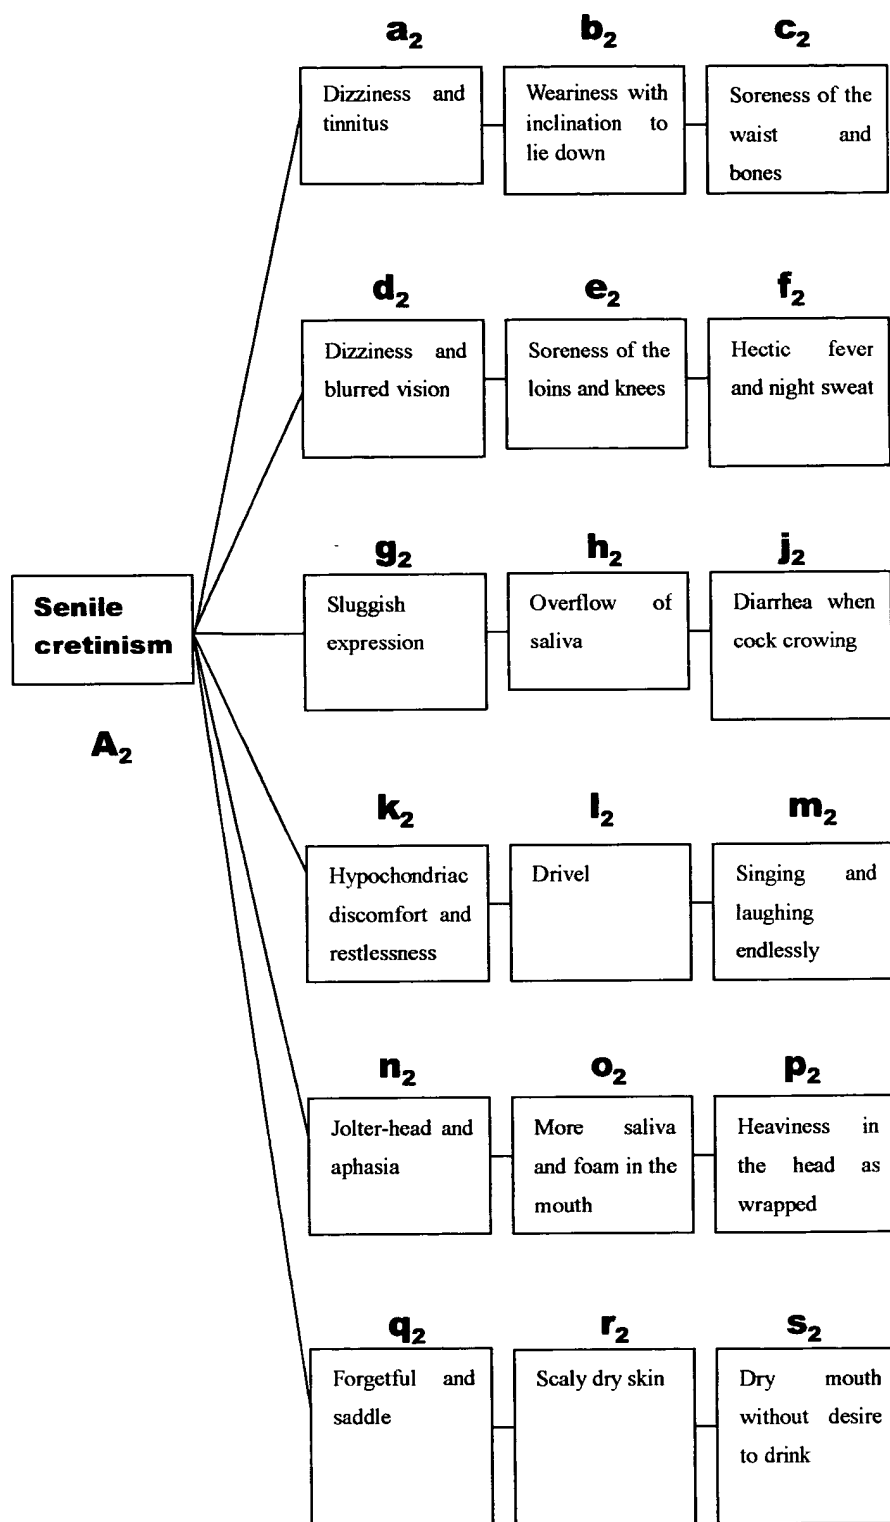 a2 b2 c2
Dizziness and
tinnitus
Weariness with
inclination to
lie down
Soreness of the
waist and
bones
d2 e2 f2
Dizziness and
blurred vision
Soreness of the
loins and knees
Hectic fever
and night sweat
g2 h2 j2
Sluggish
expression
Overflow of
saliva
Diarrhea when
cock crowing
Senile
cretinism
A2
k2 l2 m2
Hypochondriac
discomfort and
restlessness
Drivel
Singing and
laughing
endlessly
n2 o2 p2
Jolter-head and
aphasia
More saliva
and foam in the
mouth
Heaviness in
the head as
wrapped
q2 r2 s2
Forgetful and
saddle
Scaly dry skin
Dry mouth
without desire
to drink